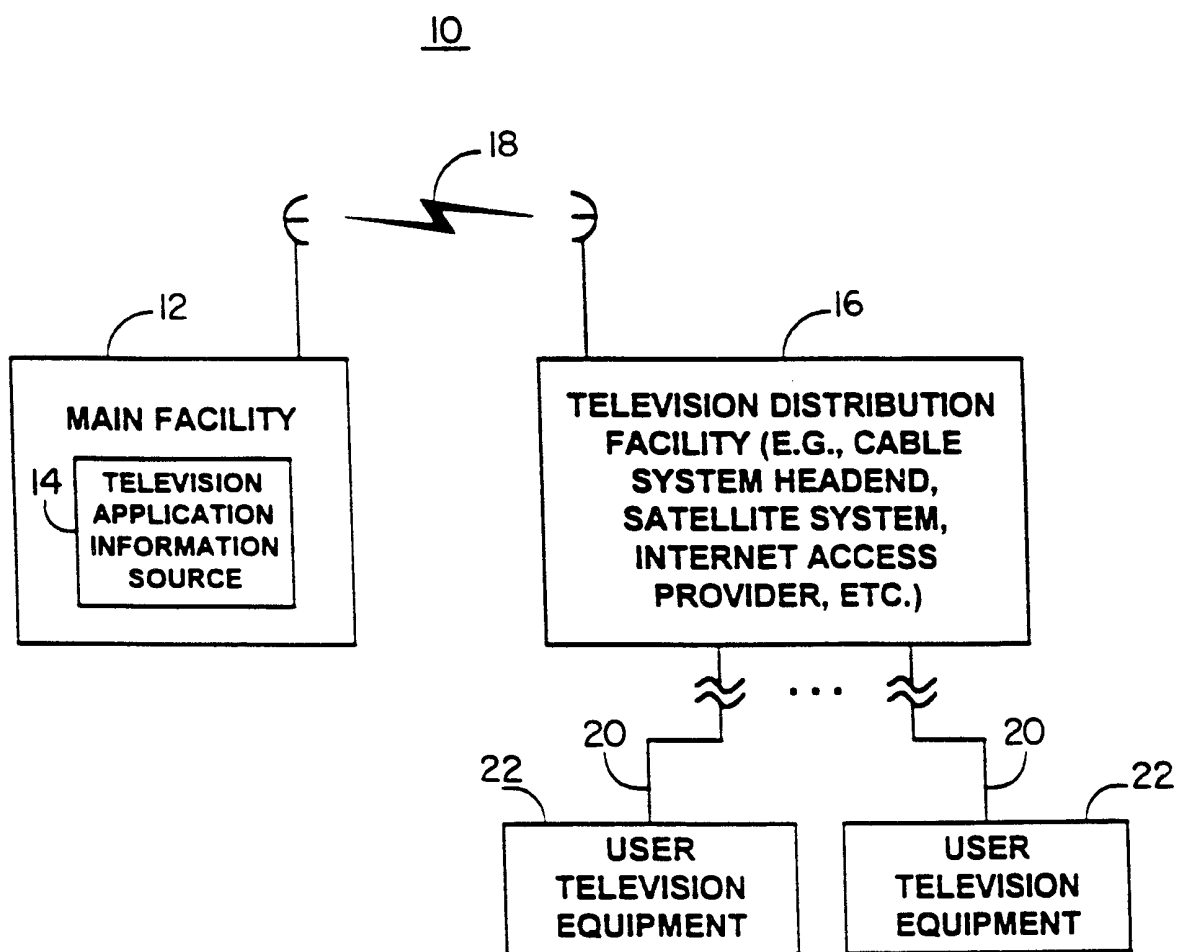 10
18
12
16
MAIN FACILITY
14
TELEVISION
APPLICATION
INFORMATION
SOURCE
TELEVISION DISTRIBUTION
FACILITY (E.G., CABLE
SYSTEM HEADEND,
SATELLITE SYSTEM,
INTERNET ACCESS
PROVIDER, ETC.)
...
20
20
22
22
USER
TELEVISION
EQUIPMENT
USER
TELEVISION
EQUIPMENT